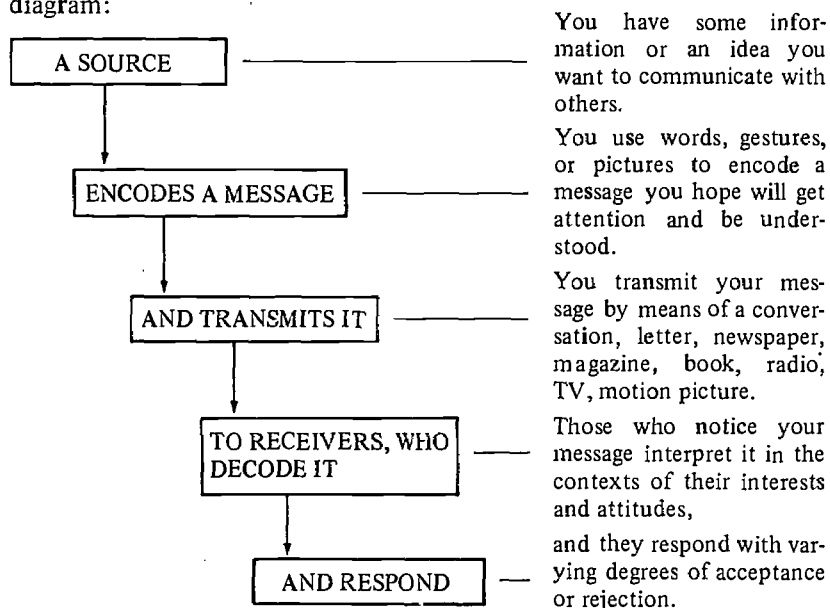 diagram:
A SOURCE
You have some infor-
mation or an idea you
want to communicate with
others.
ENCODES A MESSAGE
You use words, gestures,
or pictures to encode a
message you hope will get
attention and be under-
stood.
AND TRANSMITS IT
You transmit your mes-
sage by means of a conver-
sation, letter, newspaper,
magazine, book, radio,
TV, motion picture.
TO RECEIVERS, WHO
DECODE IT
Those who notice your
message interpret it in the
contexts of their interests
and attitudes,
AND RESPOND
and they respond with var-
ying degrees of acceptance
or rejection.